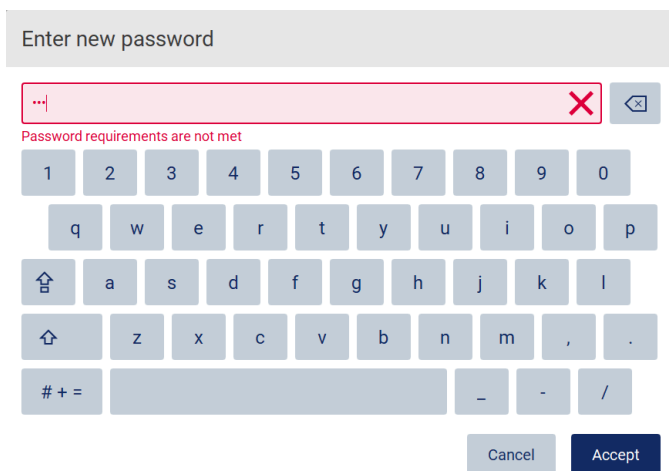 Enter new password
•••
Password requirements are not met
1 2 3 4 5 6 7 8 9 0
q w e r t y u i o p
a s d f g h j k l
z x c v b n m , .
# + = _ - /
Cancel Accept